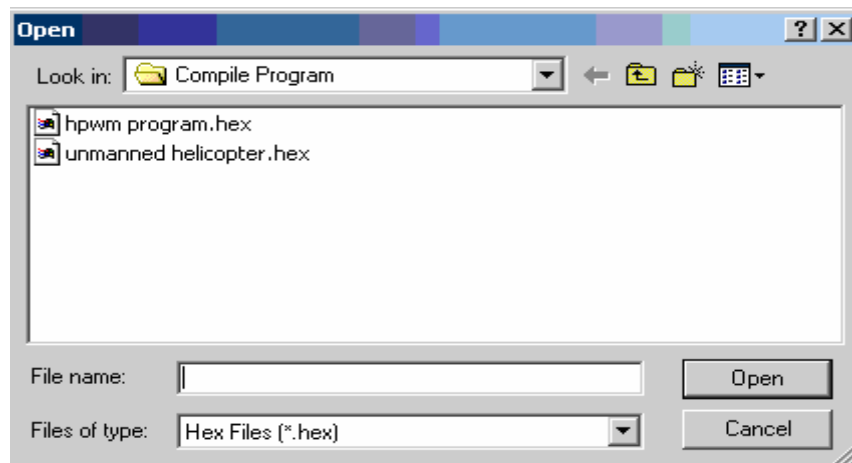 Open
Look in: Compile Program
hpwm program.hex
unmanned helicopter.hex
File name: Open
Files of type: Hex Files (*.hex) Cancel